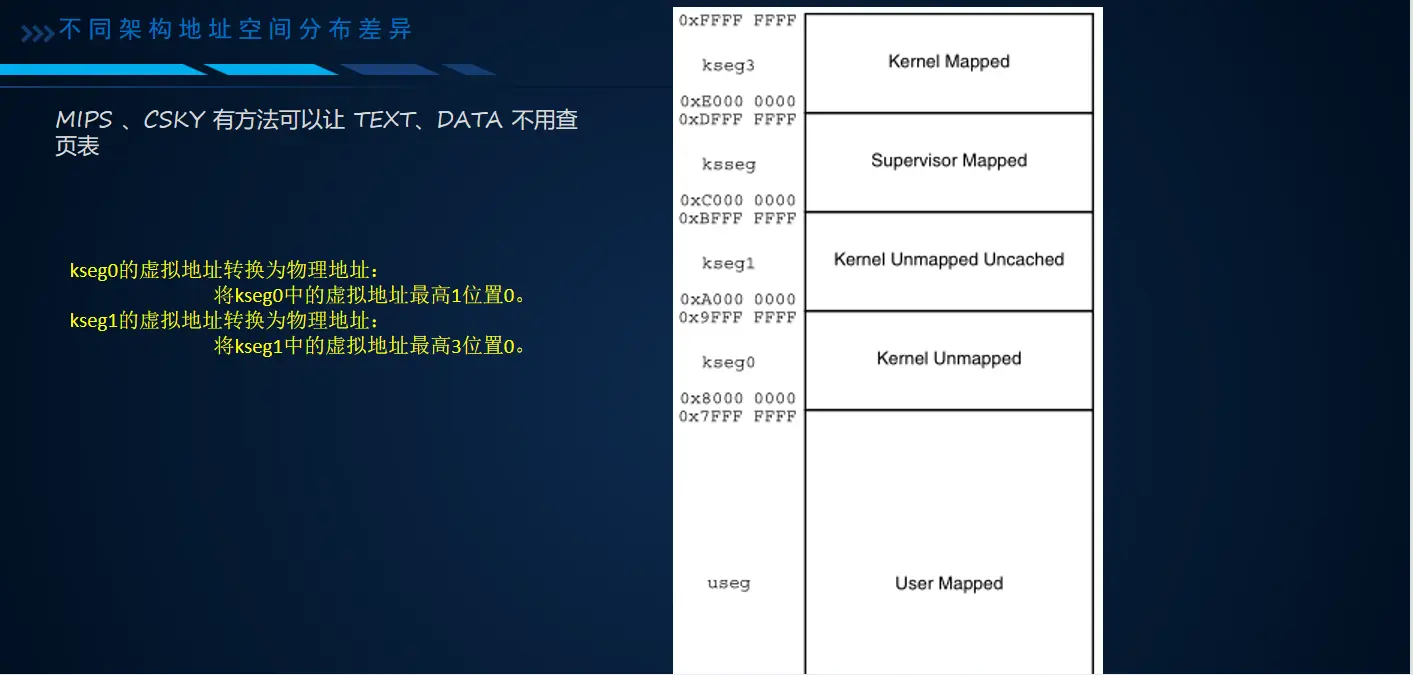 不同架构地址空间分布差异
MIPS 、CSKY 有方法可以让 TEXT、DATA 不用查
页表
kseg0的虚拟地址转换为物理地址：
将kseg0中的虚拟地址最高1位置0。
kseg1的虚拟地址转换为物理地址：
将kseg1中的虚拟地址最高3位置0。
0xFFFF FFFF
kseg3
Kernel Mapped
0xE000 0000
0xDFFF FFFF
ksseg
Supervisor Mapped
0xC000 0000
0xBFFF FFFF
kseg1
Kernel Unmapped Uncached
0xA000 0000
0x9FFF FFFF
kseg0
Kernel Unmapped
0x8000 0000
0x7FFF FFFF
useg
User Mapped